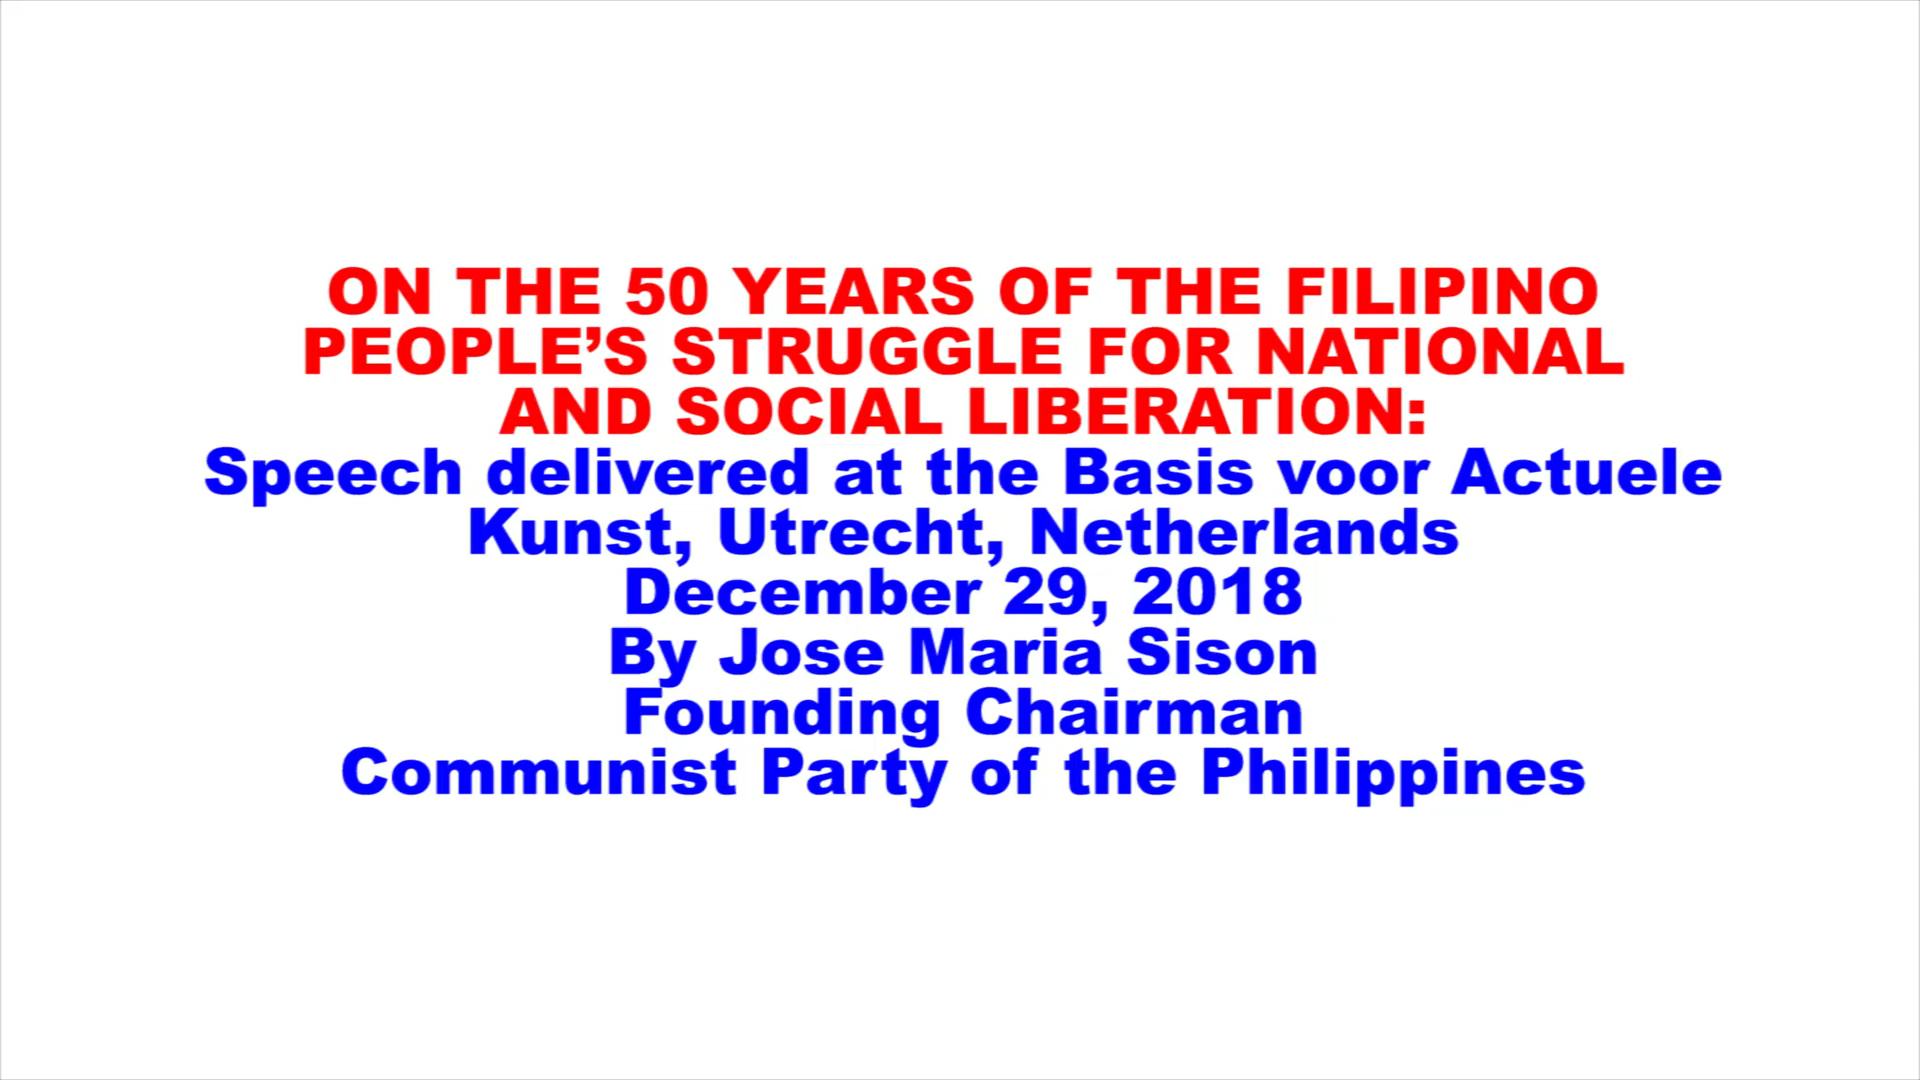 ON THE 50 YEARS OF THE FILIPINO
PEOPLE’S STRUGGLE FOR NATIONAL
AND SOCIAL LIBERATION:
Speech delivered at the Basis voor Actuele
Kunst, Utrecht, Netherlands
December 29, 2018
By Jose Maria Sison
Founding Chairman
Communist Party of the Philippines